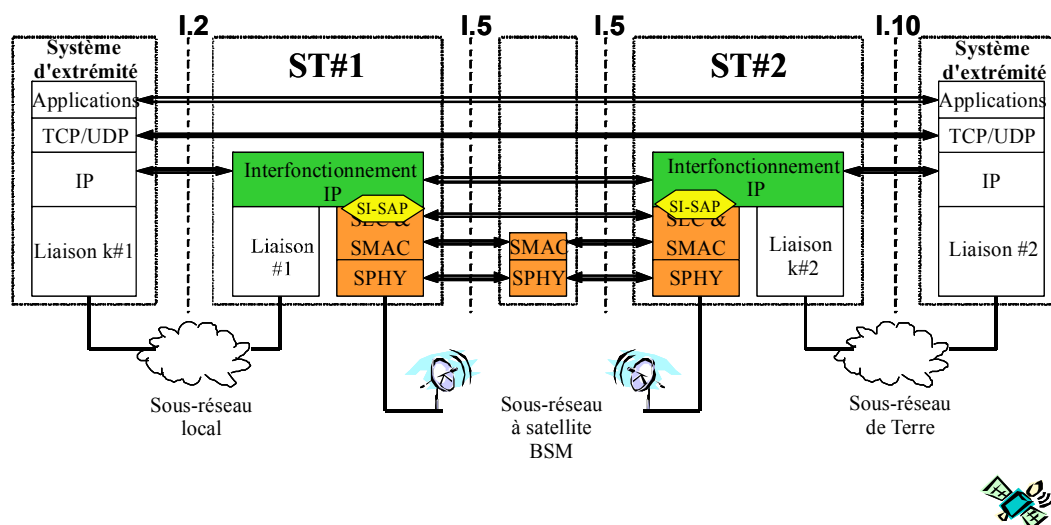 I.2
I.5
I.5
I.10
Système
d'extrémité
Applications
TCP/UDP
IP
Liaison k#1
ST#1
Interfonctionnement
IP
SI-SAP
Liaison
#1
SLC &
SMAC
SPHY
SMAC
SPHY
ST#2
Interfonctionnement
IP
SI-SAP
SLC &
SMAC
SPHY
Liaison
k#2
Système
d'extrémité
Applications
TCP/UDP
IP
Liaison #2
Sous-réseau
local
Sous-réseau
à satellite
BSM
Sous-réseau
de Terre